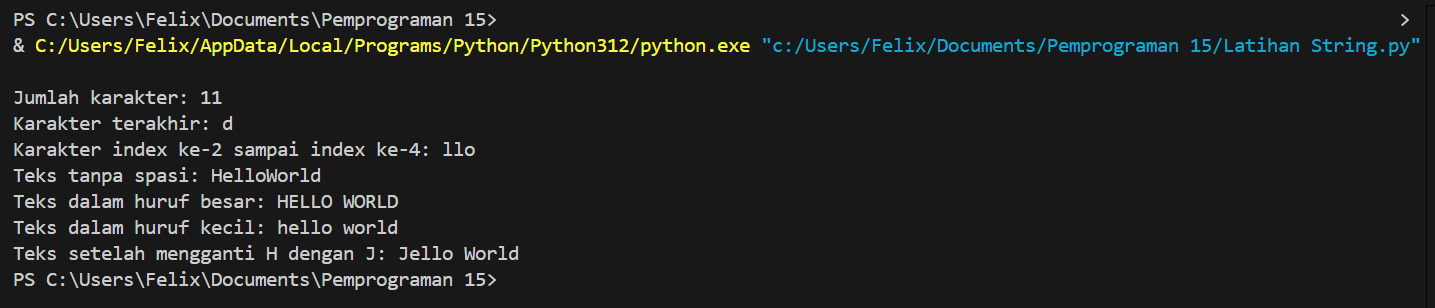 PS C:\Users\Felix\Documents\Pemprograman 15> >
& C:/Users/Felix/AppData/Local/Programs/Python/Python312/python.exe "c:/Users/Felix/Documents/Pemprograman 15/Latihan String.py"
Jumlah karakter: 11
Karakter terakhir: d
Karakter index ke-2 sampai index ke-4: llo
Teks tanpa spasi: HelloWorld
Teks dalam huruf besar: HELLO WORLD
Teks dalam huruf kecil: hello world
Teks setelah mengganti H dengan J: Jello World
PS C:\Users\Felix\Documents\Pemprograman 15>